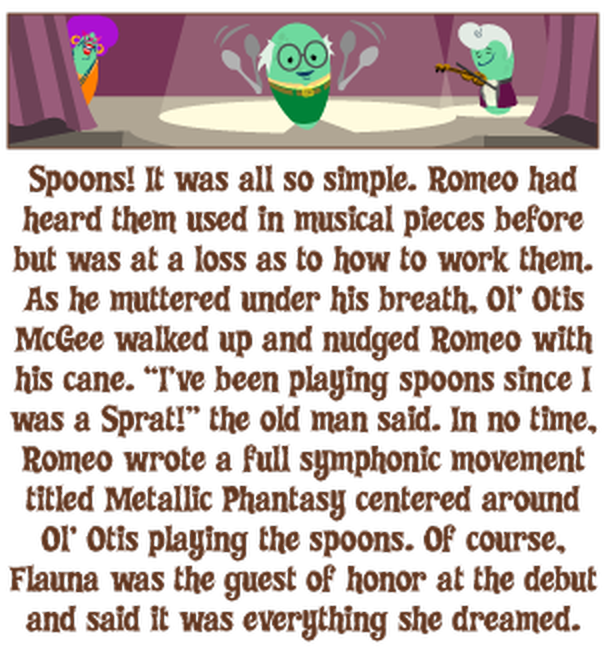 Spoons! It was all so simple. Romeo had
heard them used in musical pieces before
but was at a loss as to how to work them.
As he muttered under his breath, Ol' Otis
McGee walked up and nudged Romeo with
his cane. “I've been playing spoons since I
was a Sprat!” the old man said. In no time,
Romeo wrote a full symphonic movement
titled Metallic Phantasy centered around
Ol' Otis playing the spoons. Of course,
Flauna was the guest of honor at the debut
and said it was everything she dreamed.